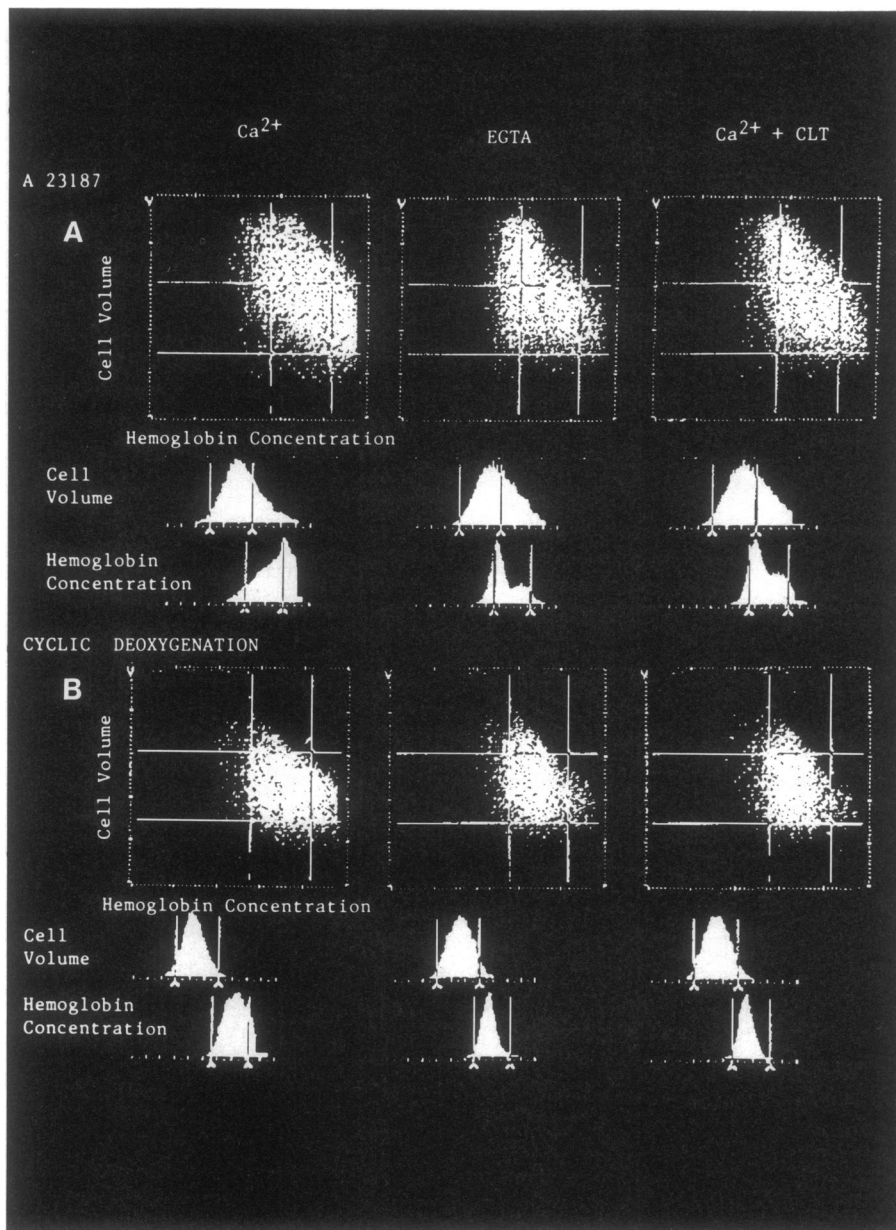 Ca²⁺ EGTA Ca²⁺ + CLT
A 23187
A
Cell Volume
Hemoglobin Concentration
Cell
Volume
Hemoglobin
Concentration
CYCLIC DEOXYGENATION
B
Cell Volume
Hemoglobin Concentration
Cell
Volume
Hemoglobin
Concentration